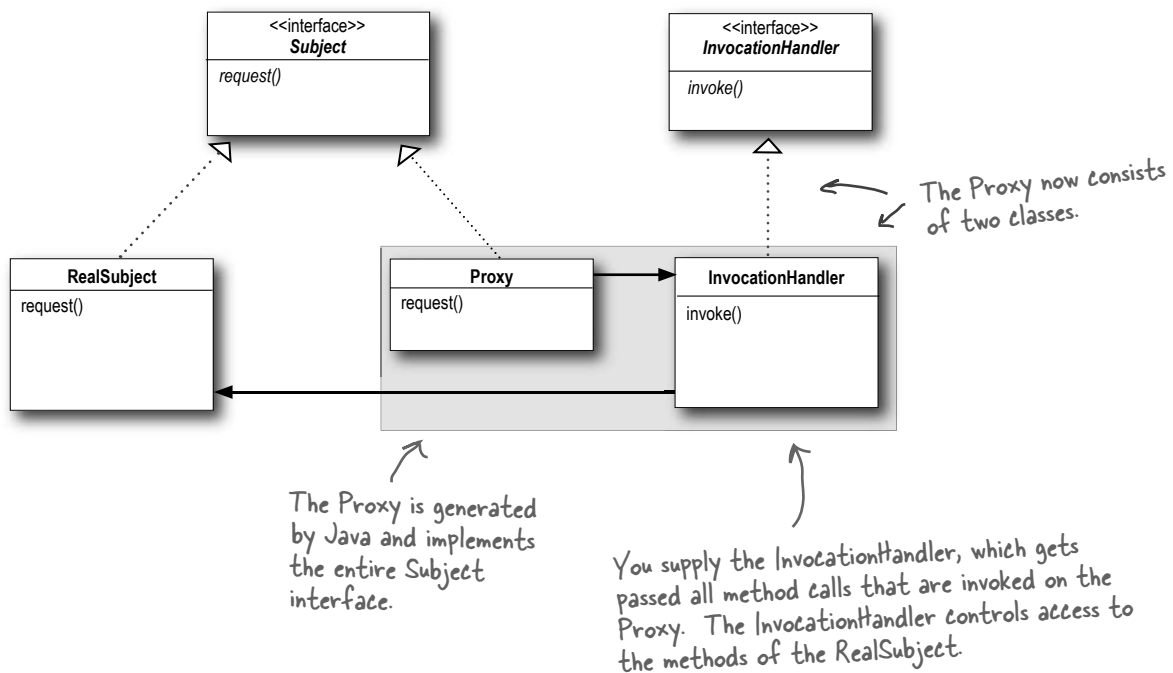 <<interface>>
Subject
request()
<<interface>>
InvocationHandler
invoke()
The Proxy now consists
of two classes.
RealSubject
request()
Proxy
request()
InvocationHandler
invoke()
The Proxy is generated
by Java and implements
the entire Subject
interface.
You supply the InvocationHandler, which gets
passed all method calls that are invoked on the
Proxy. The InvocationHandler controls access to
the methods of the RealSubject.